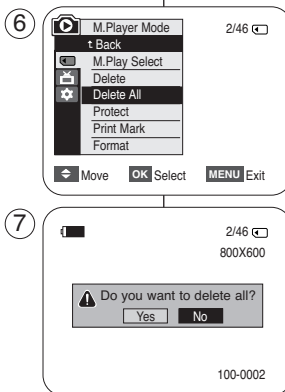 6
M.Player Mode 2/46
Back
M.Play Select
Delete
Delete All
Protect
Print Mark
Format
Move OK Select MENU Exit
7
2/46
800X600
Do you want to delete all?
Yes No
100-0002